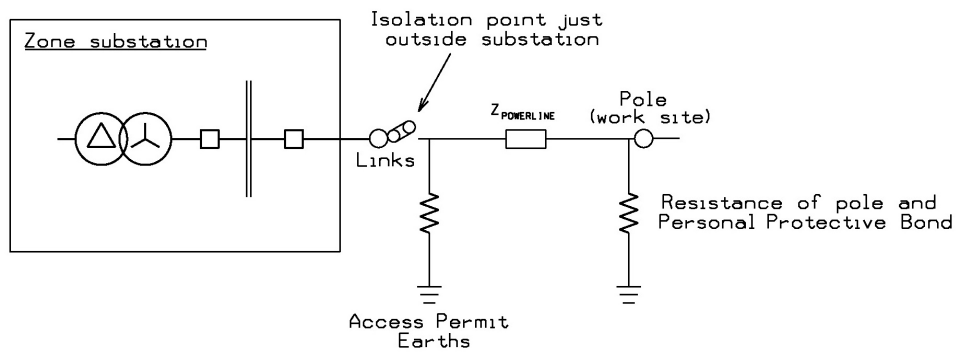 Isolation point just
outside substation
Zone substation
Z POWERLINE
Pole
(work site)
Links
Resistance of pole and
Personal Protective Bond
Access Permit
Earths